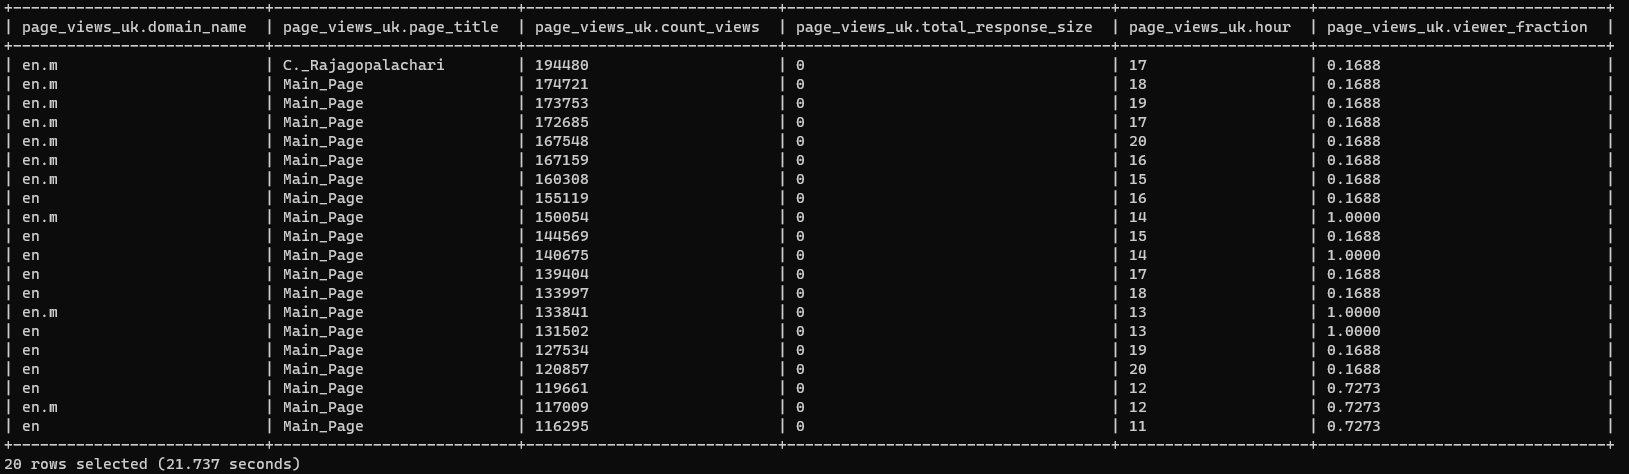 +----------------------------+---------------------------+----------------------------+------------------------------------+---------------------+--------------------------------+
| page_views_uk.domain_name  | page_views_uk.page_title  | page_views_uk.count_views  | page_views_uk.total_response_size  | page_views_uk.hour  | page_views_uk.viewer_fraction  |
+----------------------------+---------------------------+----------------------------+------------------------------------+---------------------+--------------------------------+
| en.m                       | C._Rajagopalachari        | 194480                     | 0                                  | 17                  | 0.1688                         |
| en.m                       | Main_Page                 | 174721                     | 0                                  | 18                  | 0.1688                         |
| en.m                       | Main_Page                 | 173753                     | 0                                  | 19                  | 0.1688                         |
| en.m                       | Main_Page                 | 172685                     | 0                                  | 17                  | 0.1688                         |
| en.m                       | Main_Page                 | 167548                     | 0                                  | 20                  | 0.1688                         |
| en.m                       | Main_Page                 | 167159                     | 0                                  | 16                  | 0.1688                         |
| en.m                       | Main_Page                 | 160308                     | 0                                  | 15                  | 0.1688                         |
| en                         | Main_Page                 | 155119                     | 0                                  | 16                  | 0.1688                         |
| en.m                       | Main_Page                 | 150054                     | 0                                  | 14                  | 1.0000                         |
| en                         | Main_Page                 | 144569                     | 0                                  | 15                  | 0.1688                         |
| en                         | Main_Page                 | 140675                     | 0                                  | 14                  | 1.0000                         |
| en                         | Main_Page                 | 139404                     | 0                                  | 17                  | 0.1688                         |
| en                         | Main_Page                 | 133997                     | 0                                  | 18                  | 0.1688                         |
| en.m                       | Main_Page                 | 133841                     | 0                                  | 13                  | 1.0000                         |
| en                         | Main_Page                 | 131502                     | 0                                  | 13                  | 1.0000                         |
| en                         | Main_Page                 | 127534                     | 0                                  | 19                  | 0.1688                         |
| en                         | Main_Page                 | 120857                     | 0                                  | 20                  | 0.1688                         |
| en                         | Main_Page                 | 119661                     | 0                                  | 12                  | 0.7273                         |
| en.m                       | Main_Page                 | 117009                     | 0                                  | 12                  | 0.7273                         |
| en                         | Main_Page                 | 116295                     | 0                                  | 11                  | 0.7273                         |
+----------------------------+---------------------------+----------------------------+------------------------------------+---------------------+--------------------------------+
20 rows selected (21.737 seconds)